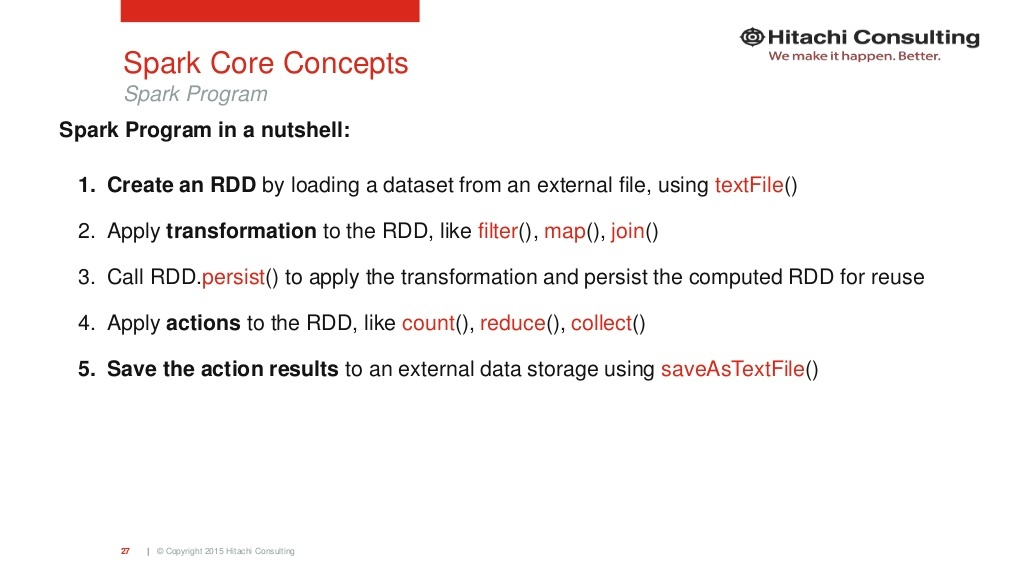 Hitachi Consulting
We make it happen. Better.
Spark Core Concepts
Spark Program
Spark Program in a nutshell:
1. Create an RDD by loading a dataset from an external file, using textFile()
2. Apply transformation to the RDD, like filter(), map(), join()
3. Call RDD.persist() to apply the transformation and persist the computed RDD for reuse
4. Apply actions to the RDD, like count(), reduce(), collect()
5. Save the action results to an external data storage using saveAsTextFile()
27 | © Copyright 2015 Hitachi Consulting